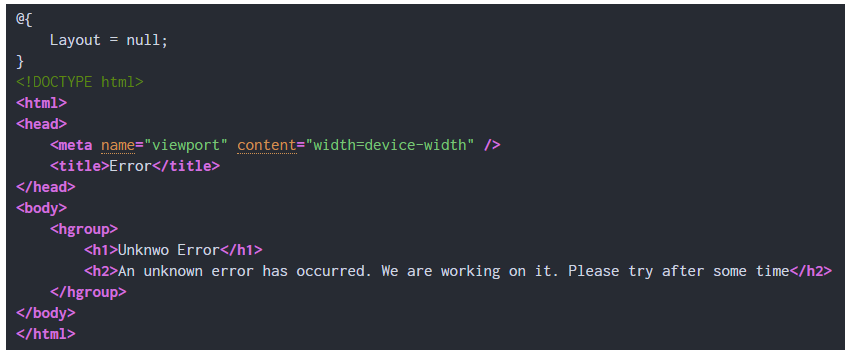 @{
    Layout = null;
}
<!DOCTYPE html>
<html>
<head>
    <meta name="viewport" content="width=device-width" />
    <title>Error</title>
</head>
<body>
    <hgroup>
        <h1>Unknwo Error</h1>
        <h2>An unknown error has occurred. We are working on it. Please try after some time</h2>
    </hgroup>
</body>
</html>